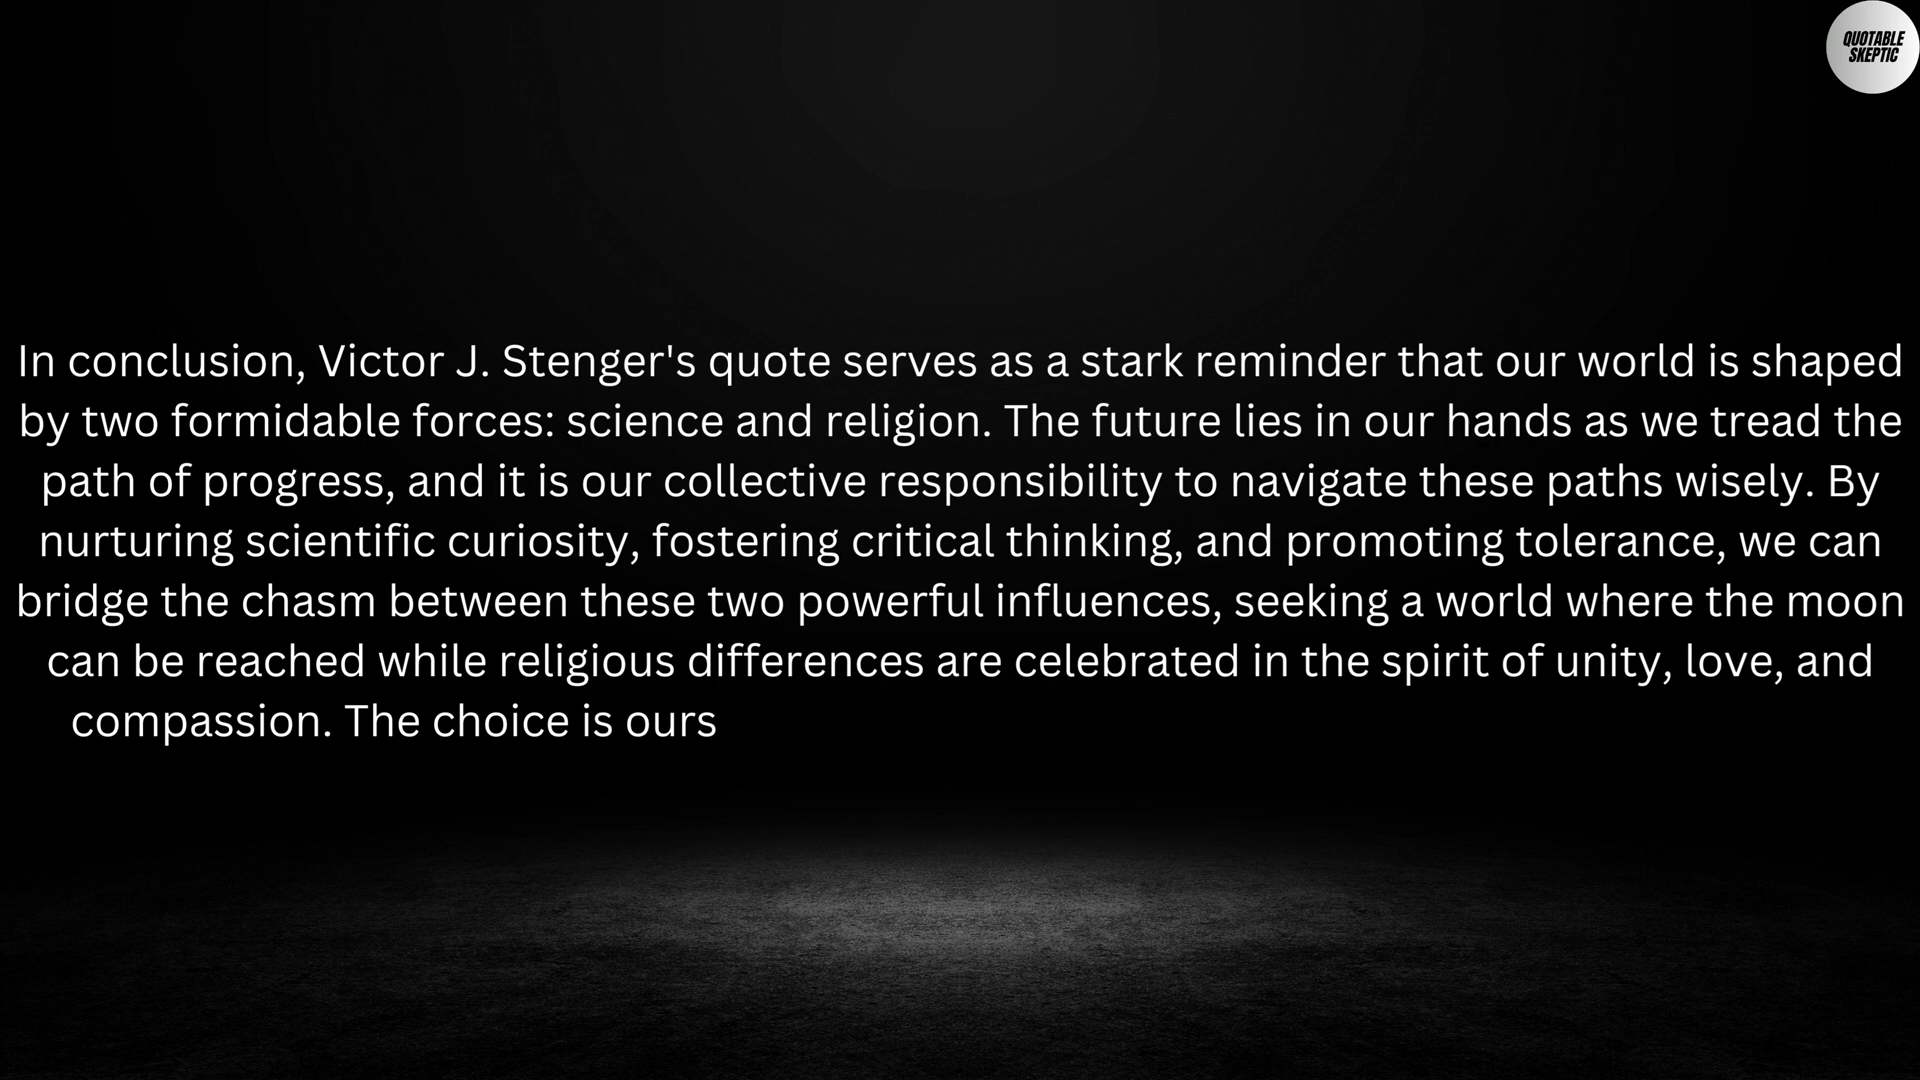 QUOTABLE
SKEPTIC
In conclusion, Victor J. Stenger's quote serves as a stark reminder that our world is shaped
by two formidable forces: science and religion. The future lies in our hands as we tread the
path of progress, and it is our collective responsibility to navigate these paths wisely. By
nurturing scientific curiosity, fostering critical thinking, and promoting tolerance, we can
bridge the chasm between these two powerful influences, seeking a world where the moon
can be reached while religious differences are celebrated in the spirit of unity, love, and
compassion. The choice is ours